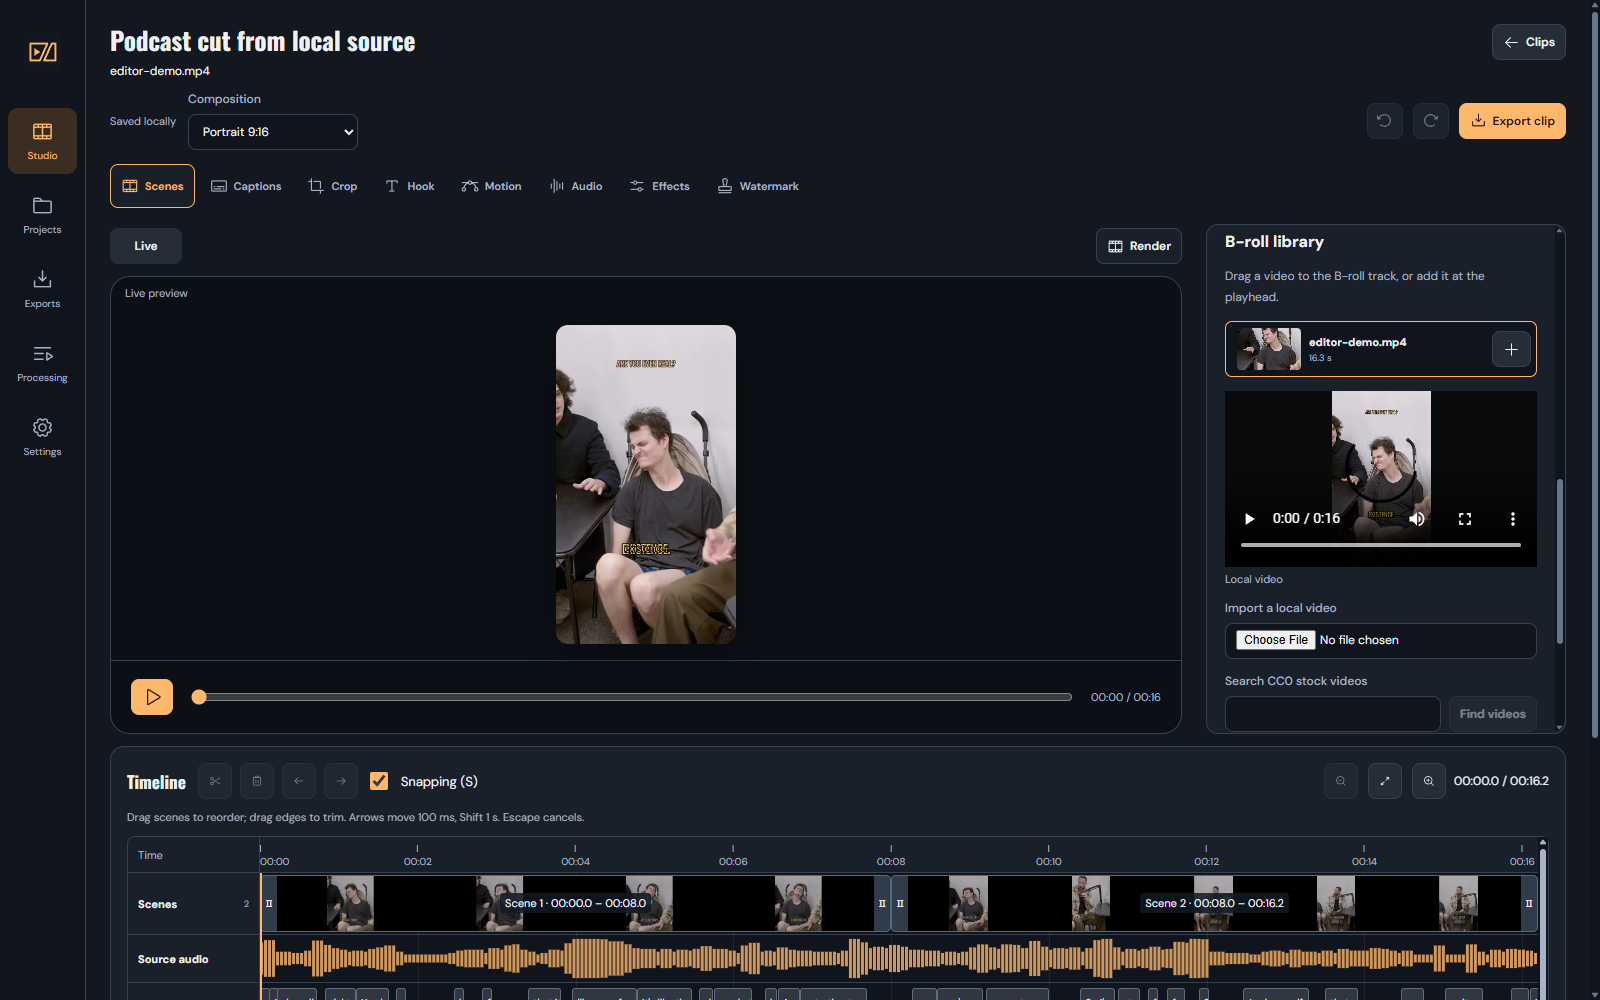 Podcast cut from local source
editor-demo.mp4
Clips
Composition
Saved locally
Portrait 9:16
Export clip
Studio
Projects
Exports
Processing
Settings
Scenes
Captions
Crop
Hook
Motion
Audio
Effects
Watermark
Live
Render
Live preview
ARE YOU EVEN REAL?
EXISTENCE.
00:00 / 00:16
B-roll library
Drag a video to the B-roll track, or add it at the
playhead.
editor-demo.mp4
16.3 s
0:00 / 0:16
Local video
Import a local video
Choose File No file chosen
Search CC0 stock videos
Find videos
Timeline
Snapping (S)
00:00.0 / 00:16.2
Drag scenes to reorder; drag edges to trim. Arrows move 100 ms, Shift 1 s. Escape cancels.
Time
00:00
00:02
00:04
00:06
00:08
00:10
00:12
00:14
00:16
Scenes
2
Scene 1 · 00:00.0 – 00:08.0
Scene 2 · 00:08.0 – 00:16.2
Source audio